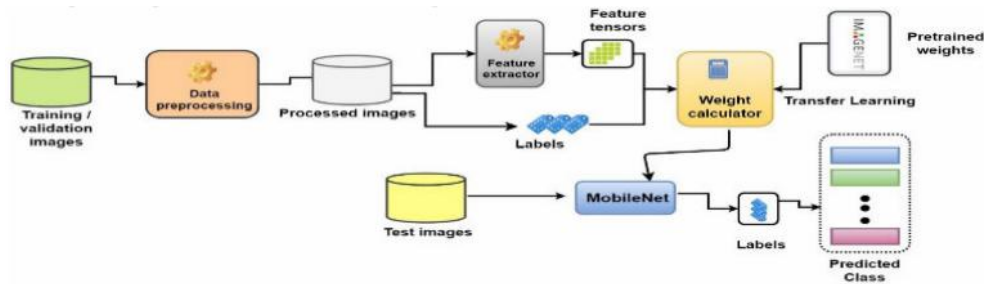 Feature
tensors
IMAGENET
Pretrained
weights
Data
preprocessing
Feature
extractor
Training /
validation
images
Processed images
Weight
calculator
Transfer Learning
Labels
MobileNet
Test images
Labels
Predicted
Class